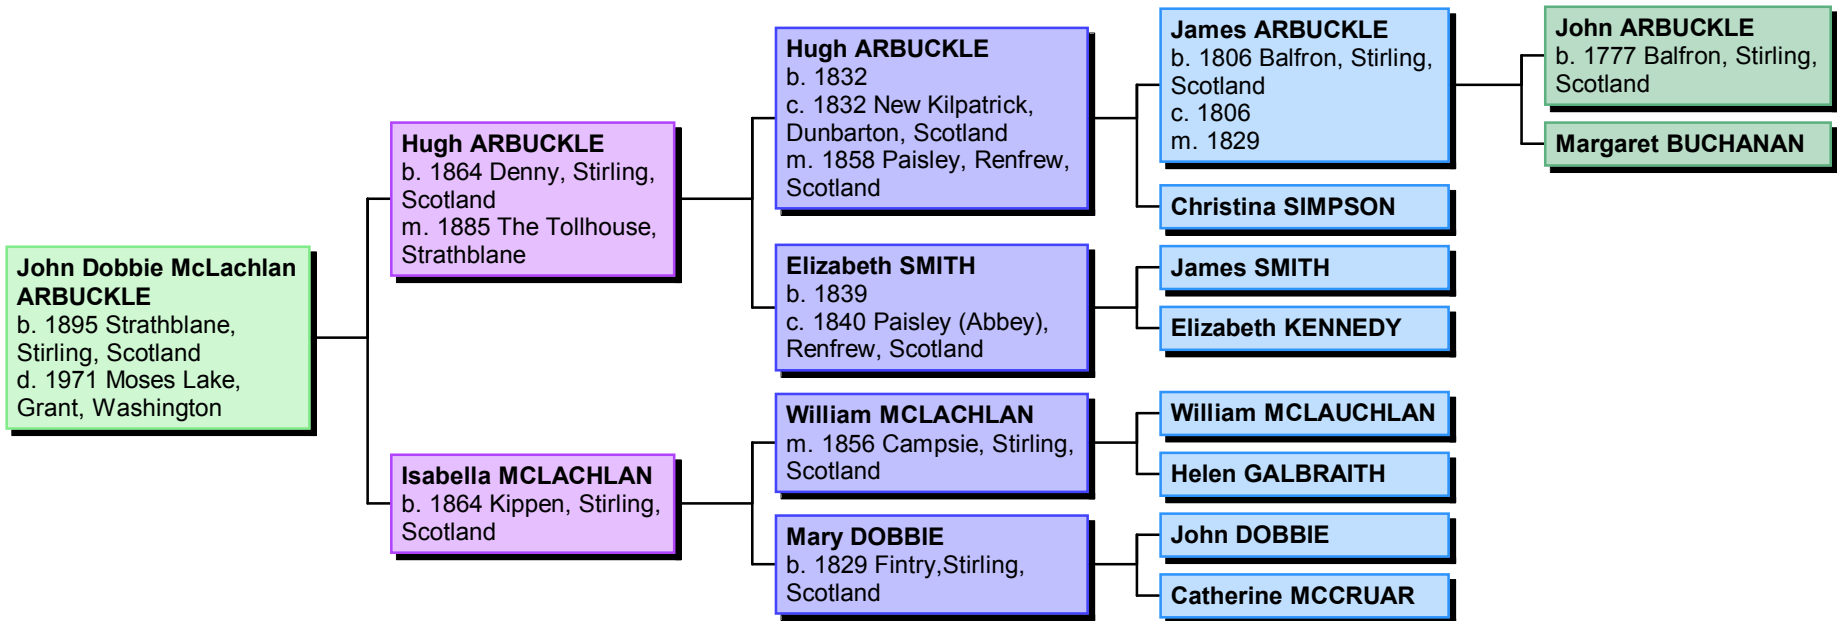 John Dobbie McLachlan
ARBUCKLE
b. 1895 Strathblane,
Stirling, Scotland
d. 1971 Moses Lake,
Grant, Washington
Hugh ARBUCKLE
b. 1864 Denny, Stirling,
Scotland
m. 1885 The Tollhouse,
Strathblane
Isabella MCLACHLAN
b. 1864 Kippen, Stirling,
Scotland
Hugh ARBUCKLE
b. 1832
c. 1832 New Kilpatrick,
Dunbarton, Scotland
m. 1858 Paisley, Renfrew,
Scotland
Elizabeth SMITH
b. 1839
c. 1840 Paisley (Abbey),
Renfrew, Scotland
William MCLACHLAN
m. 1856 Campsie, Stirling,
Scotland
Mary DOBBIE
b. 1829 Fintry,Stirling,
Scotland
James ARBUCKLE
b. 1806 Balfron, Stirling,
Scotland
c. 1806
m. 1829
Christina SIMPSON
James SMITH
Elizabeth KENNEDY
William MCLAUCHLAN
Helen GALBRAITH
John DOBBIE
Catherine MCCRUAR
John ARBUCKLE
b. 1777 Balfron, Stirling,
Scotland
Margaret BUCHANAN